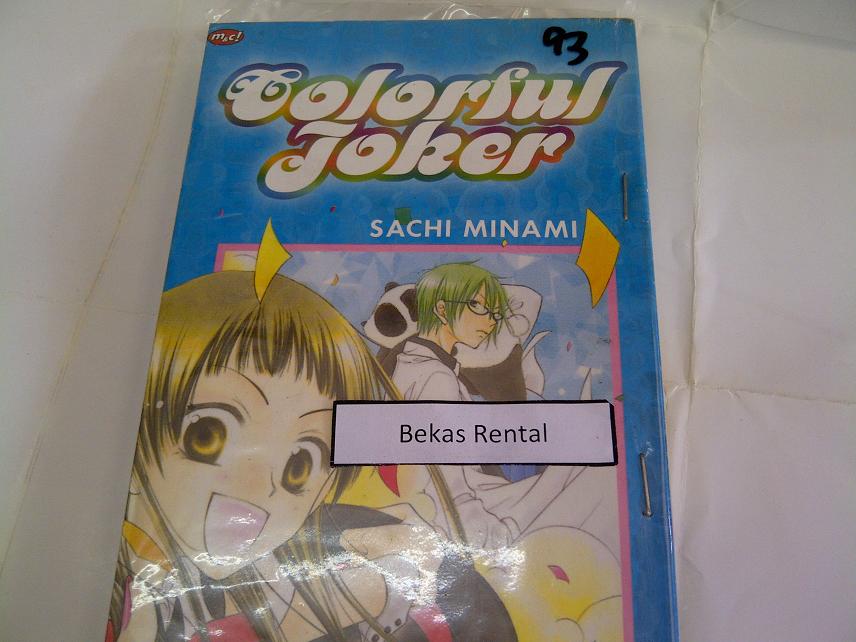 m&c!
93
Colorful
Joker
SACHI MINAMI
Bekas Rental